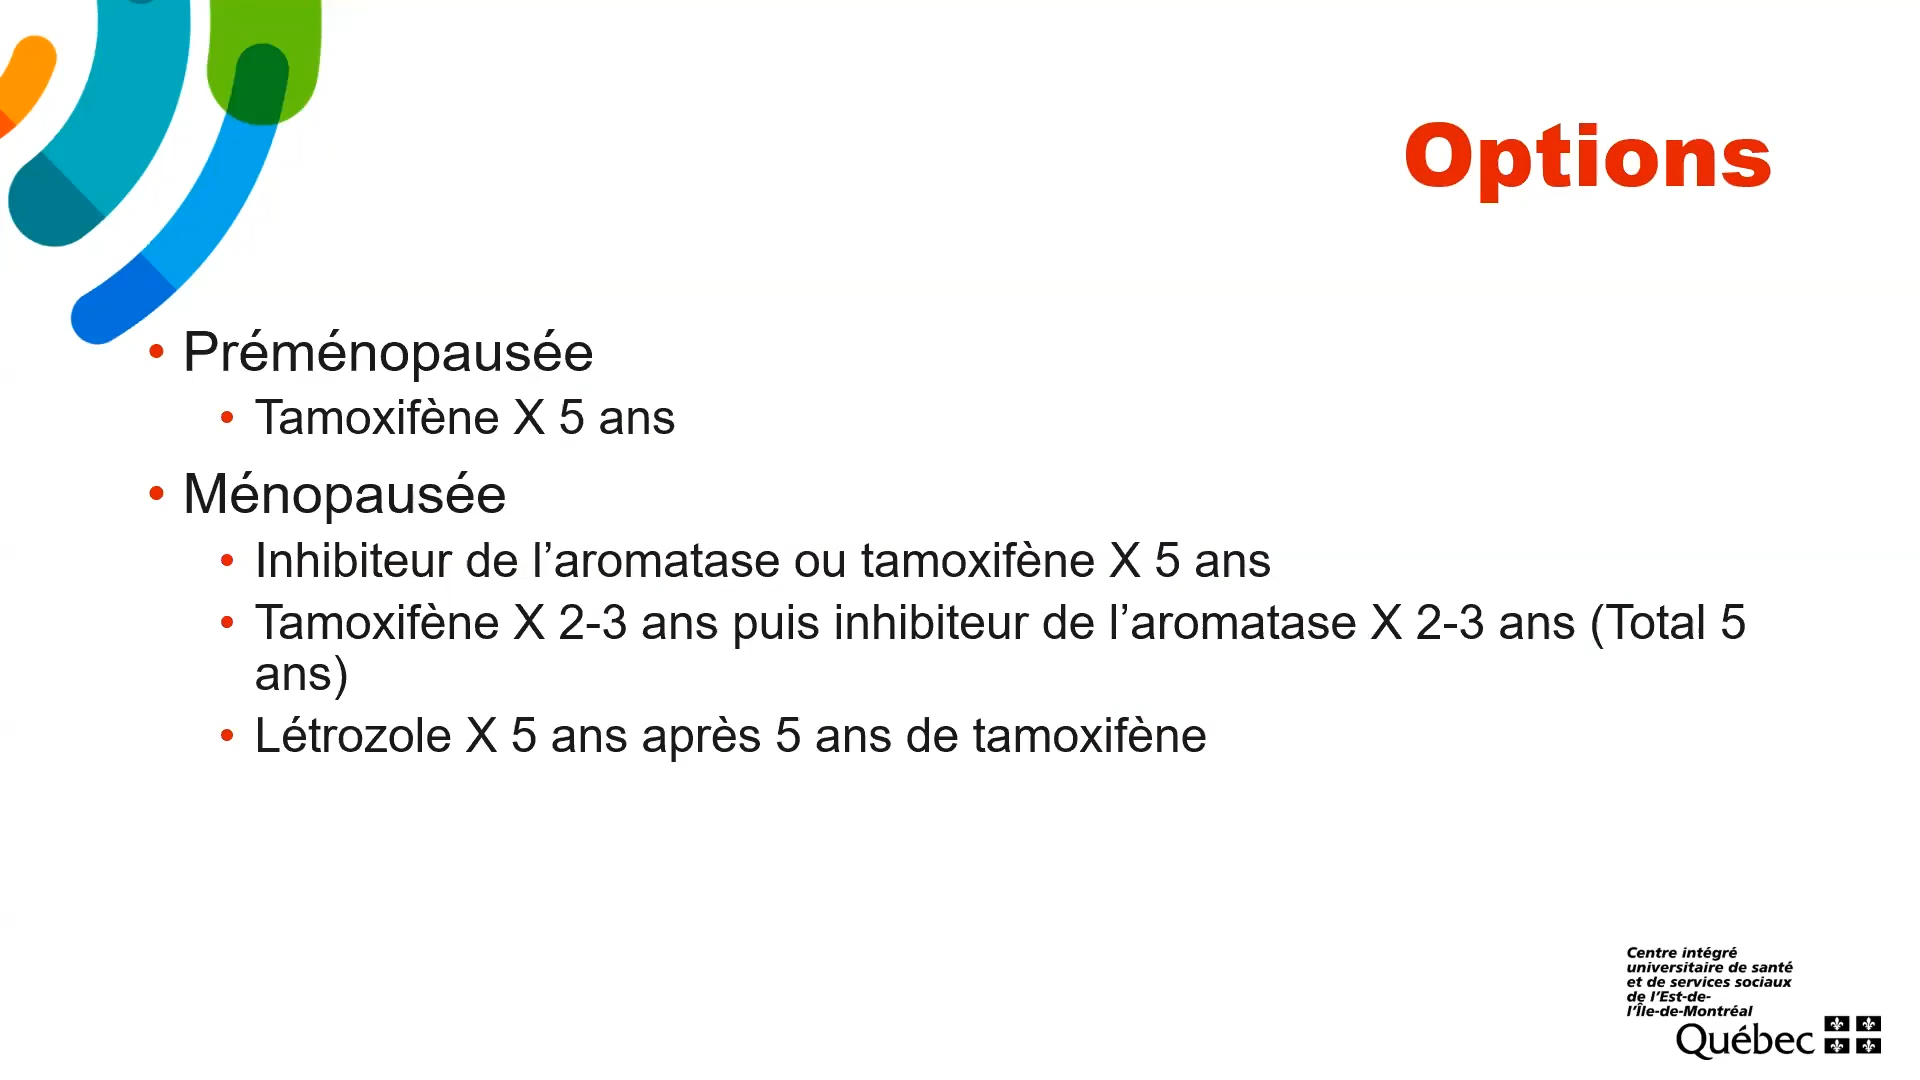 Options
• Préménopausée
• Tamoxifène X 5 ans
• Ménopausée
• Inhibiteur de l’aromatase ou tamoxifène X 5 ans
• Tamoxifène X 2-3 ans puis inhibiteur de l’aromatase X 2-3 ans (Total 5
ans)
• Létrozole X 5 ans après 5 ans de tamoxifène
Centre intégré
universitaire de santé
et de services sociaux
de l’Est-de-
l’Île-de-Montréal
Québec